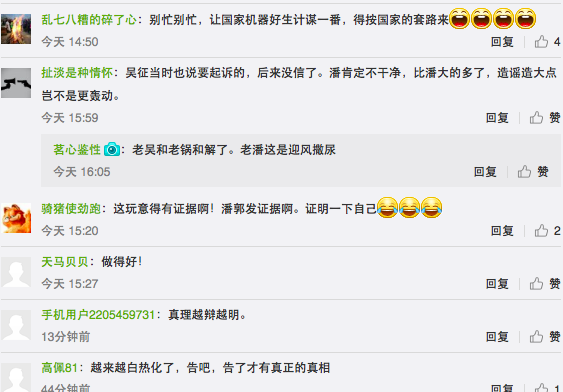 乱七八糟的碎了心：别忙别忙，让国家机器好生计谋一番，得按国家的套路来
今天 14:50
回复 4
扯淡是种情怀：吴征当时也说要起诉的，后来没信了。潘肯定不干净，比潘大的多了，造谣造大点
岂不是更轰动。
今天 15:59
回复 赞
茗心鉴性：老吴和老锅和解了。老潘这是迎风撒尿
今天 16:05
回复 赞
骑猪使劲跑：这玩意得有证据啊！潘郭发证据啊。证明一下自己
今天 15:20
回复 2
天马贝贝：做得好！
今天 15:27
回复 赞
手机用户2205459731：真理越辩越明。
13分钟前
回复 赞
高佩81：越来越白热化了，告吧，告了才有真正的真相
44分钟前
回复 1